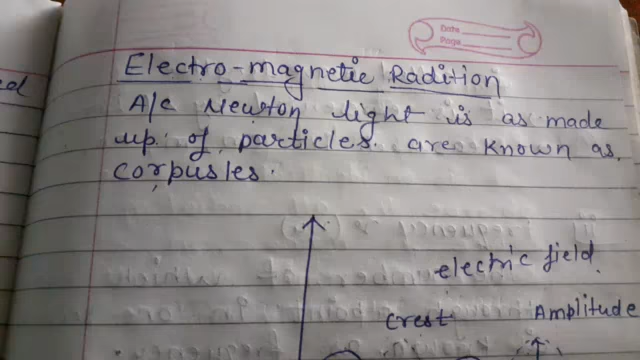 Date
Page
ed
Electro-magnetic Radition
A/c Newton light is as made
up. of particles. are known as.
corpusles.
electric field.
crest
Amplitude